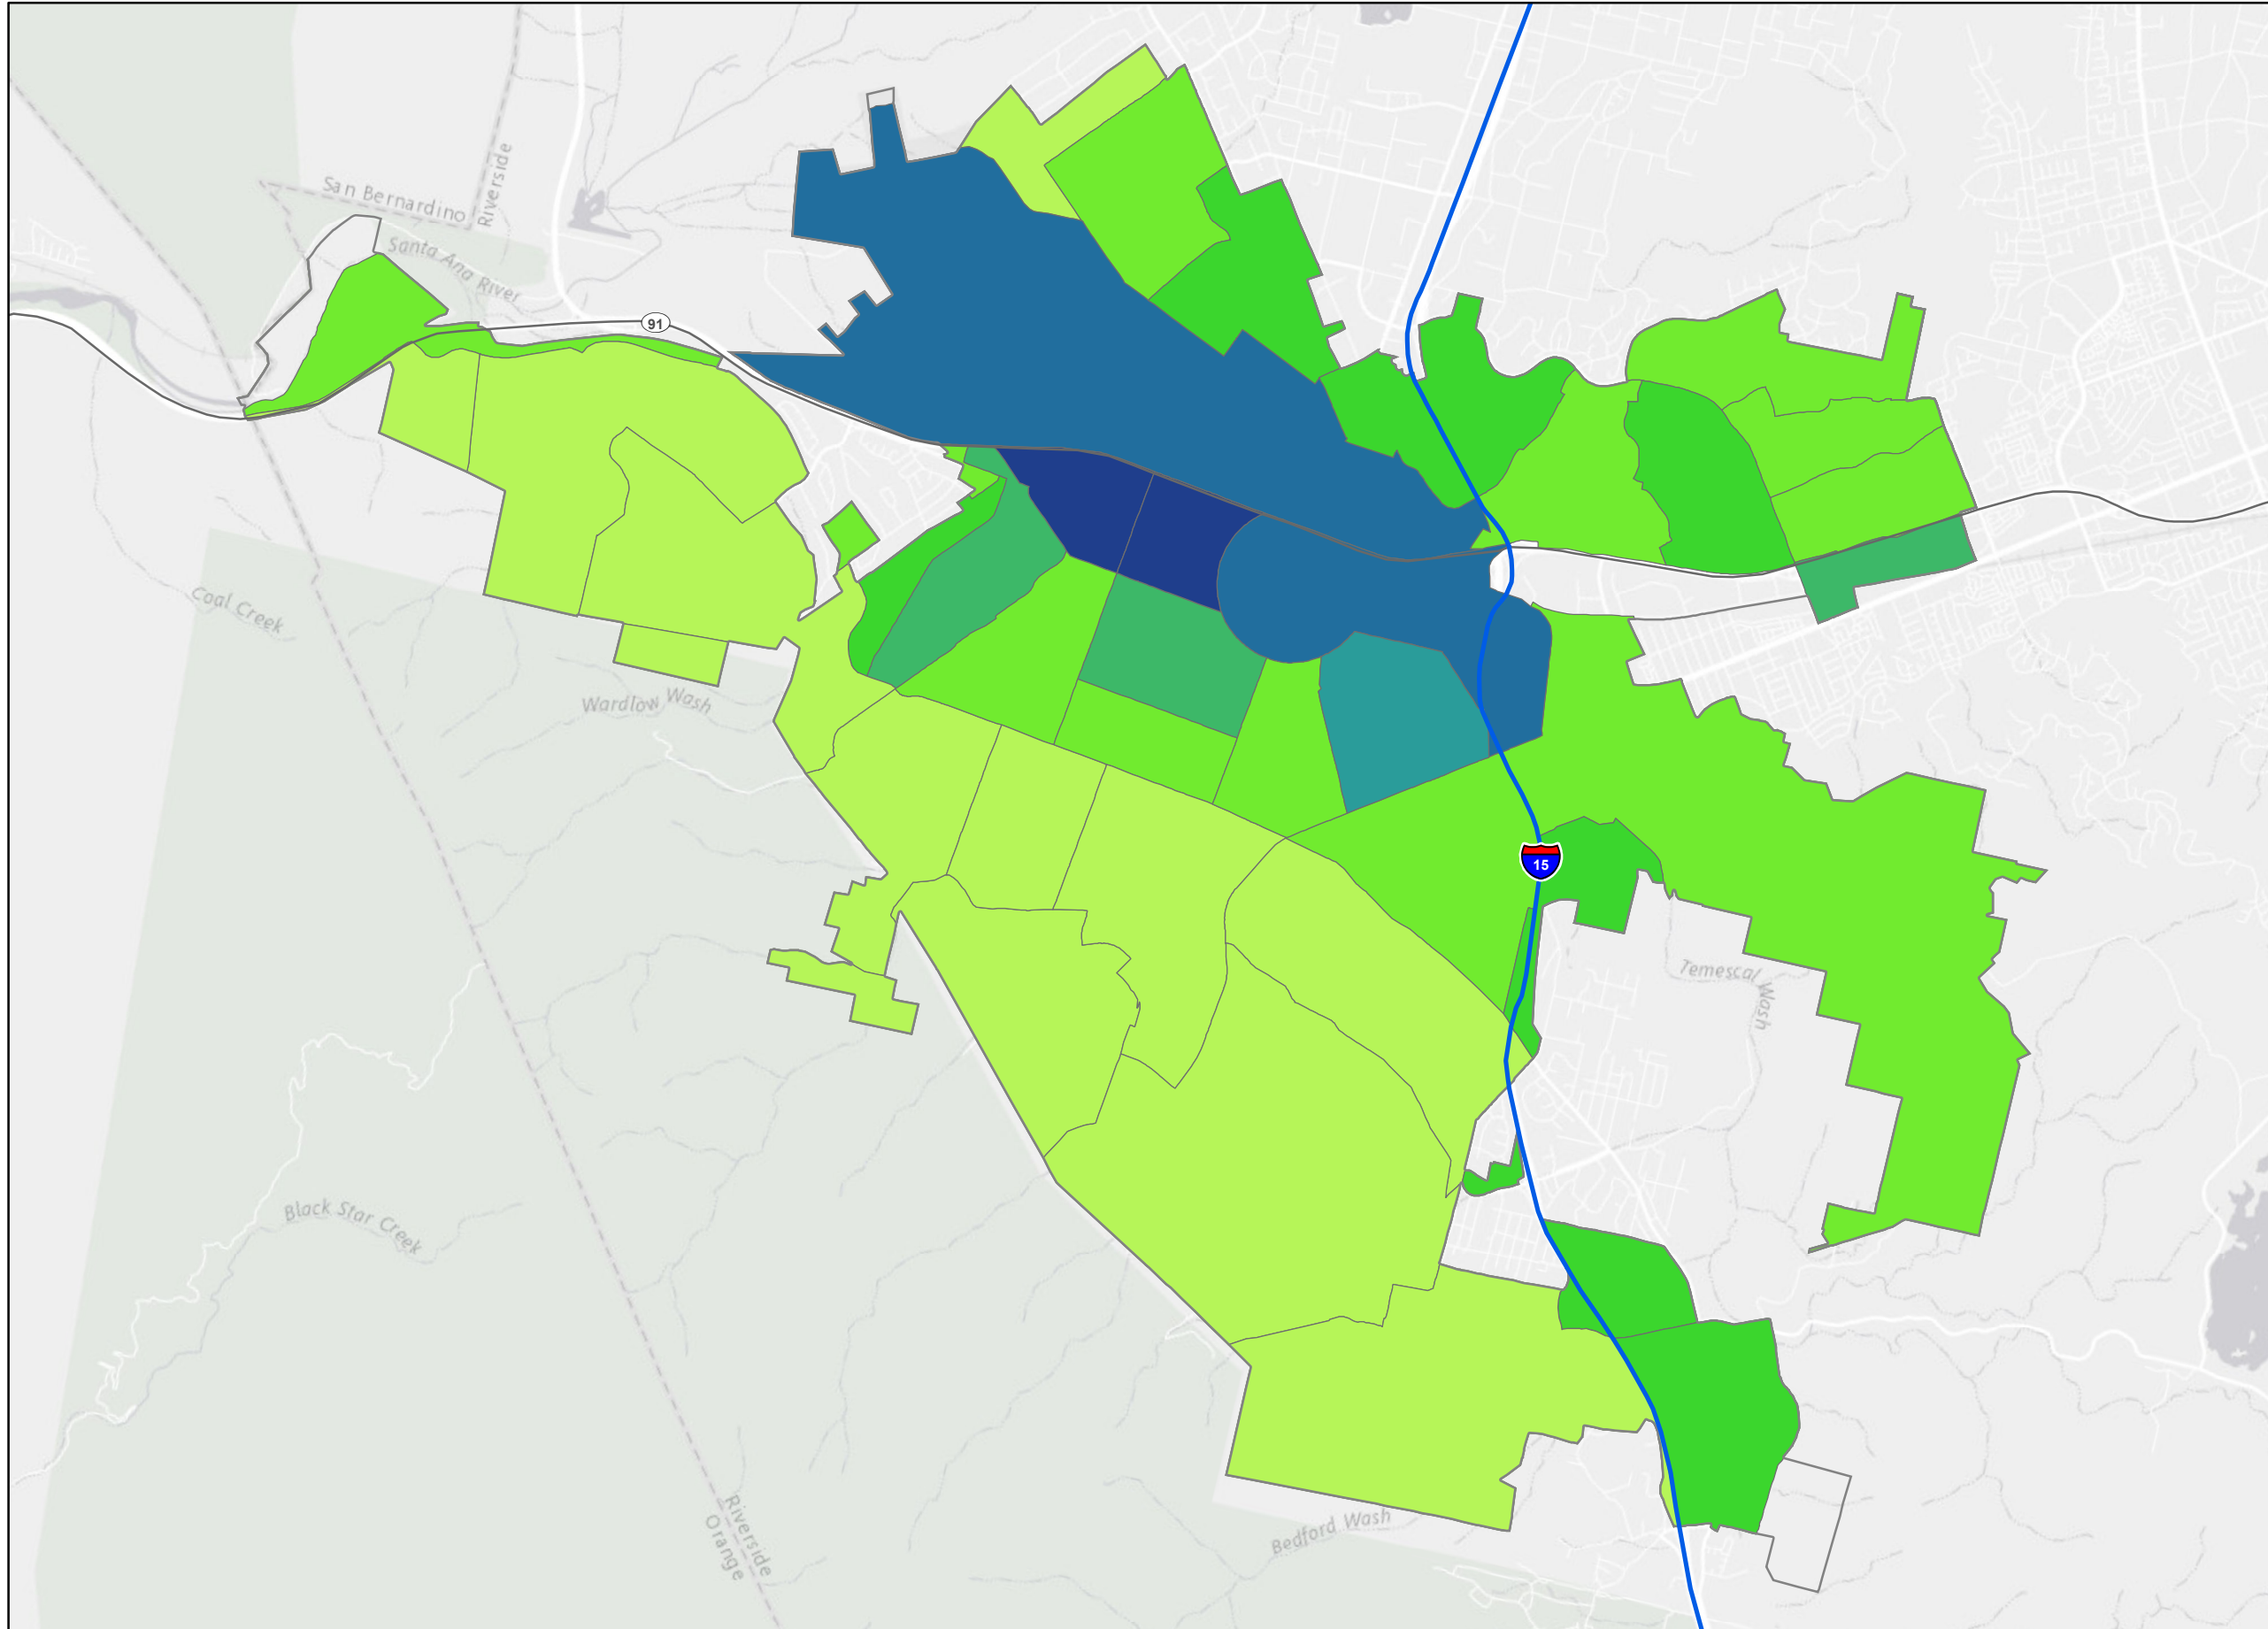 San Bernardino
Riverside
Santa Ana River
91
Coal Creek
Wardlow Wash
15
Temescal Wash
Black Star Creek
Riverside
Orange
Bedford Wash